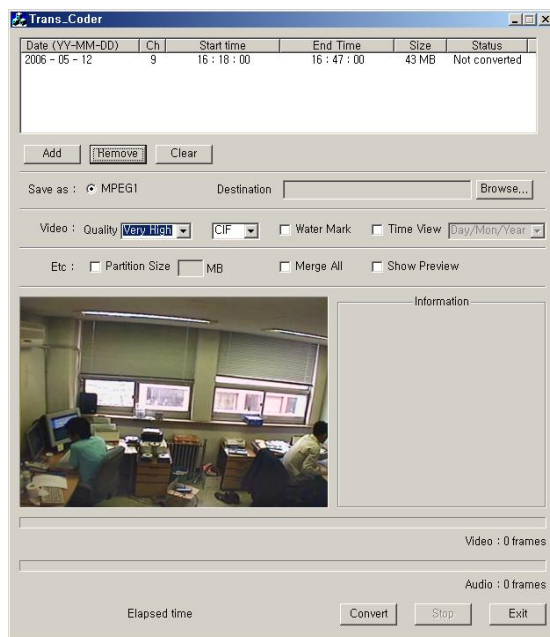 Trans_Coder
Date (YY-MM-DD) Ch Start time End Time Size Status
2006 - 05 - 12 9 16 : 18 : 00 16 : 47 : 00 43 MB Not converted
Add Remove Clear
Save as : MPEG1 Destination Browse...
Video : Quality Very High CIF Water Mark Time View Day/Mon/Year
Etc : Partition Size MB Merge All Show Preview
Information
Video : 0 frames
Audio : 0 frames
Elapsed time Convert Stop Exit